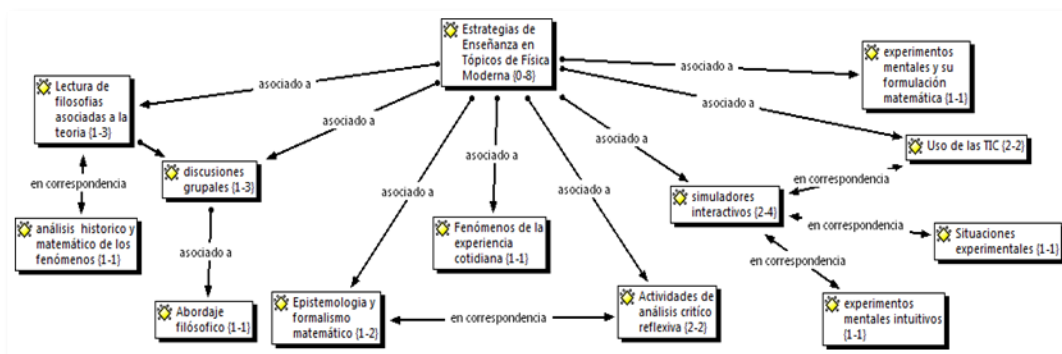 Estrategias de
Enseñanza en
Tópicos de Física
Moderna {0-8}
asociado a
asociado a
asociado a
asociado a
asociado a
asociado a
asociado a
asociado a
experimentos
mentales y su
formulación
matemática {1-1}
Lectura de
filosofías
asociadas a la
teoria {1-3}
Uso de las TIC {2-2}
discusiones
grupales {1-3}
en correspondencia
en correspondencia
simuladores
interactivos {2-4}
en correspondencia
análisis historico y
matemático de los
fenómenos {1-1}
asociado a
Fenómenos de la
experiencia
cotidiana {1-1}
Situaciones
experimentales {1-1}
en correspondencia
Abordaje
filósofico {1-1}
Epistemologia y
formalismo
matemático {1-2}
en correspondencia
Actividades de
análisis critico
reflexiva {2-2}
experimentos
mentales intuitivos
{1-1}